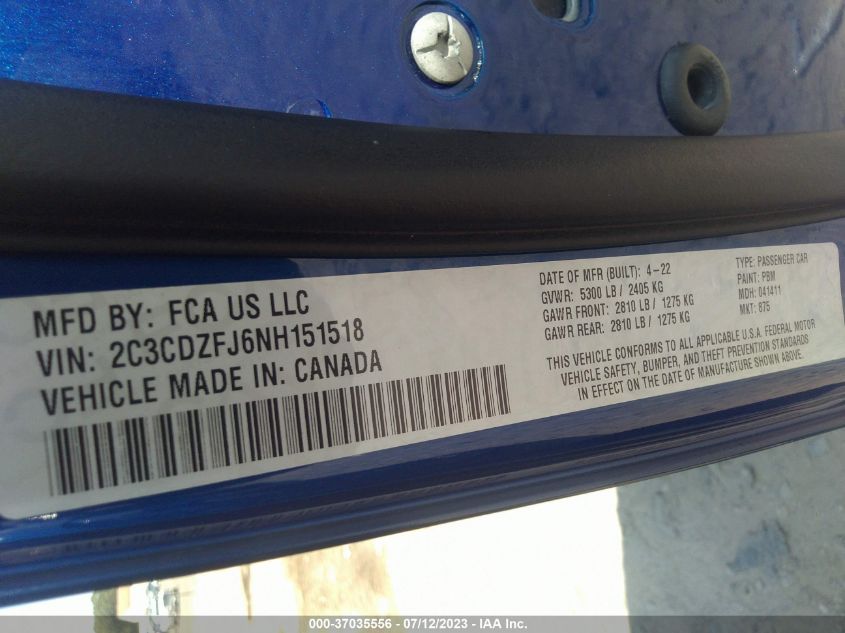 MFD BY: FCA US LLC
VIN: 2C3CDZFJ6NH151518
VEHICLE MADE IN: CANADA
DATE OF MFR (BUILT): 4-22
GVWR: 5300 LB / 2405 KG
GAWR FRONT: 2810 LB / 1275 KG
GAWR REAR: 2810 LB / 1275 KG
TYPE: PASSENGER CAR
PAINT: PBM
MDH: 041411
MKT: 875
THIS VEHICLE CONFORMS TO ALL APPLICABLE U.S.A. FEDERAL MOTOR
VEHICLE SAFETY, BUMPER, AND THEFT PREVENTION STANDARDS
IN EFFECT ON THE DATE OF MANUFACTURE SHOWN ABOVE.
000-37035556 - 07/12/2023 - IAA Inc.